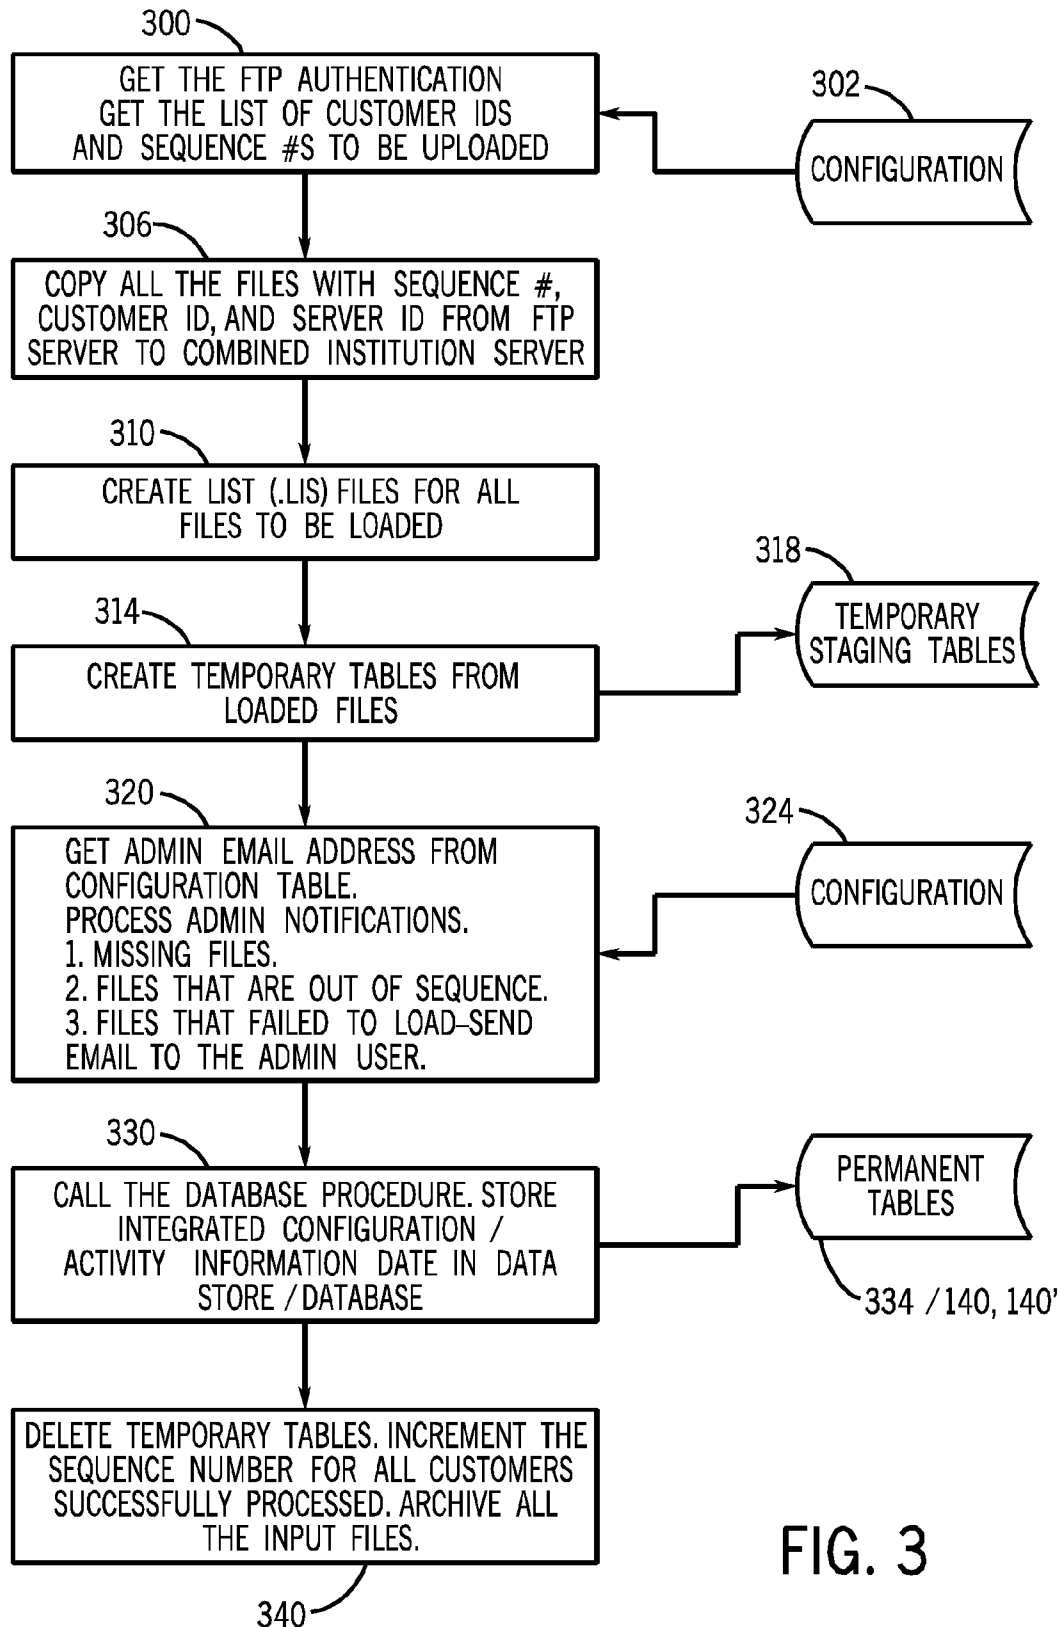 300
GET THE FTP AUTHENTICATION
GET THE LIST OF CUSTOMER IDS
AND SEQUENCE #S TO BE UPLOADED
302
CONFIGURATION
306
COPY ALL THE FILES WITH SEQUENCE #,
CUSTOMER ID, AND SERVER ID FROM FTP
SERVER TO COMBINED INSTITUTION SERVER
310
CREATE LIST (.LIS) FILES FOR ALL
FILES TO BE LOADED
314
CREATE TEMPORARY TABLES FROM
LOADED FILES
318
TEMPORARY
STAGING TABLES
320
GET ADMIN EMAIL ADDRESS FROM
CONFIGURATION TABLE.
PROCESS ADMIN NOTIFICATIONS.
1. MISSING FILES.
2. FILES THAT ARE OUT OF SEQUENCE.
3. FILES THAT FAILED TO LOAD–SEND
EMAIL TO THE ADMIN USER.
324
CONFIGURATION
330
CALL THE DATABASE PROCEDURE. STORE
INTEGRATED CONFIGURATION /
ACTIVITY INFORMATION DATE IN DATA
STORE / DATABASE
PERMANENT
TABLES
334 / 140, 140'
DELETE TEMPORARY TABLES. INCREMENT THE
SEQUENCE NUMBER FOR ALL CUSTOMERS
SUCCESSFULLY PROCESSED. ARCHIVE ALL
THE INPUT FILES.
340
FIG. 3